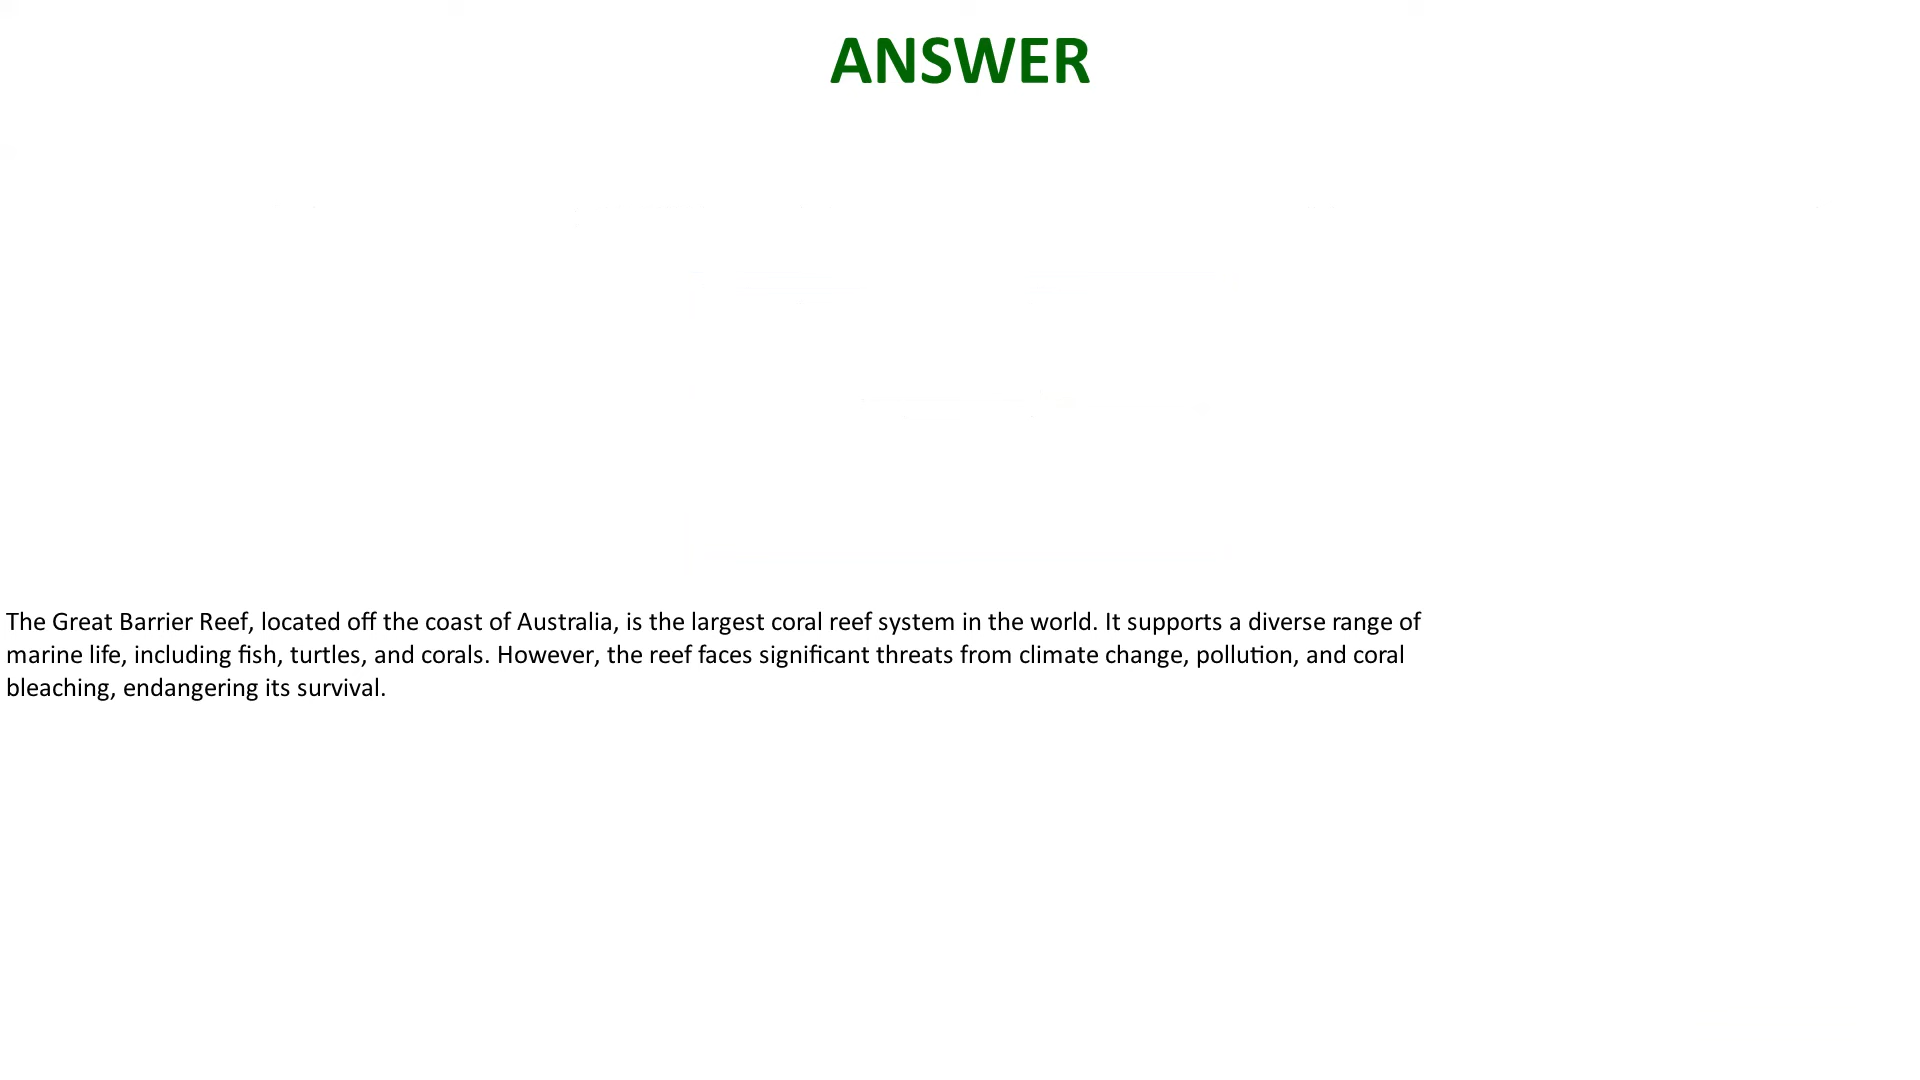 ANSWER
The Great Barrier Reef, located off the coast of Australia, is the largest coral reef system in the world. It supports a diverse range of
marine life, including fish, turtles, and corals. However, the reef faces significant threats from climate change, pollution, and coral
bleaching, endangering its survival.